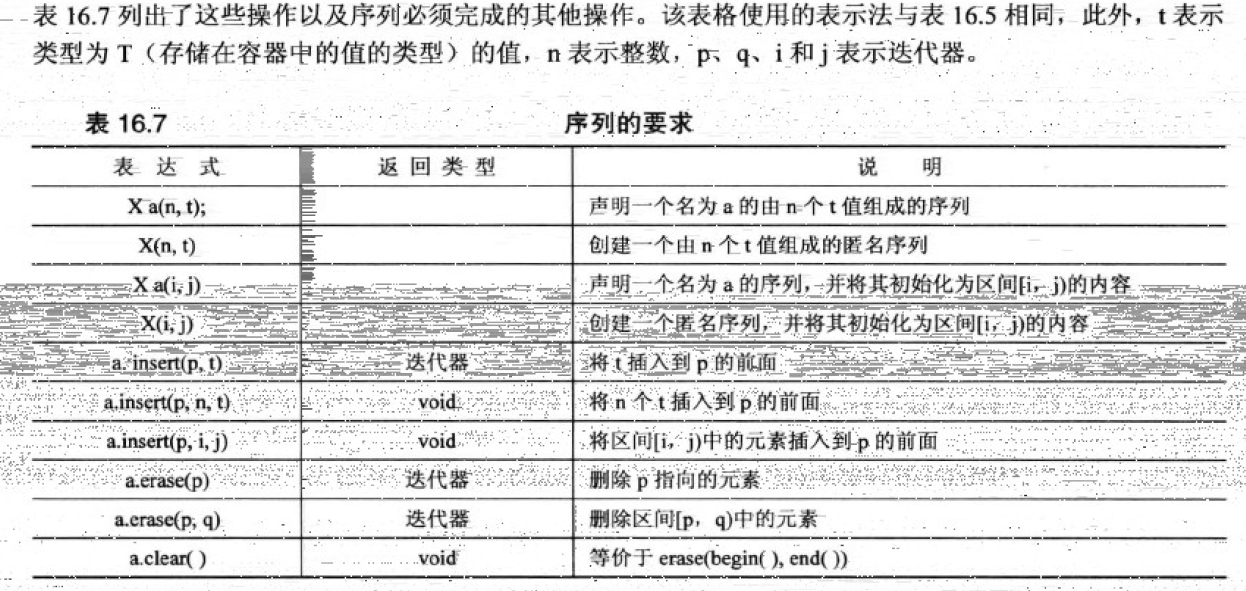 表 16.7 列出了这些操作以及序列必须完成的其他操作。该表格使用的表示法与表 16.5 相同，此外，t 表示
类型为 T（存储在容器中的值的类型）的值，n 表示整数，p、q、i 和 j 表示迭代器。
表 16.7 序列的要求
表 达 式 返 回 类 型 说 明
X a(n, t); 声明一个名为 a 的由 n 个 t 值组成的序列
X(n, t) 创建一个由 n 个 t 值组成的匿名序列
X a(i, j) 声明一个名为 a 的序列，并将其初始化为区间[i，j)的内容
X(i, j) 创建一个匿名序列，并将其初始化为区间[i，j)的内容
a. insert(p, t) 迭代器 将 t 插入到 p 的前面
a.insert(p, n, t) void 将 n 个 t 插入到 p 的前面
a.insert(p, i, j) void 将区间[i，j)中的元素插入到 p 的前面
a.erase(p) 迭代器 删除 p 指向的元素
a.erase(p, q) 迭代器 删除区间[p，q)中的元素
a.clear( ) void 等价于 erase(begin( ), end( ))